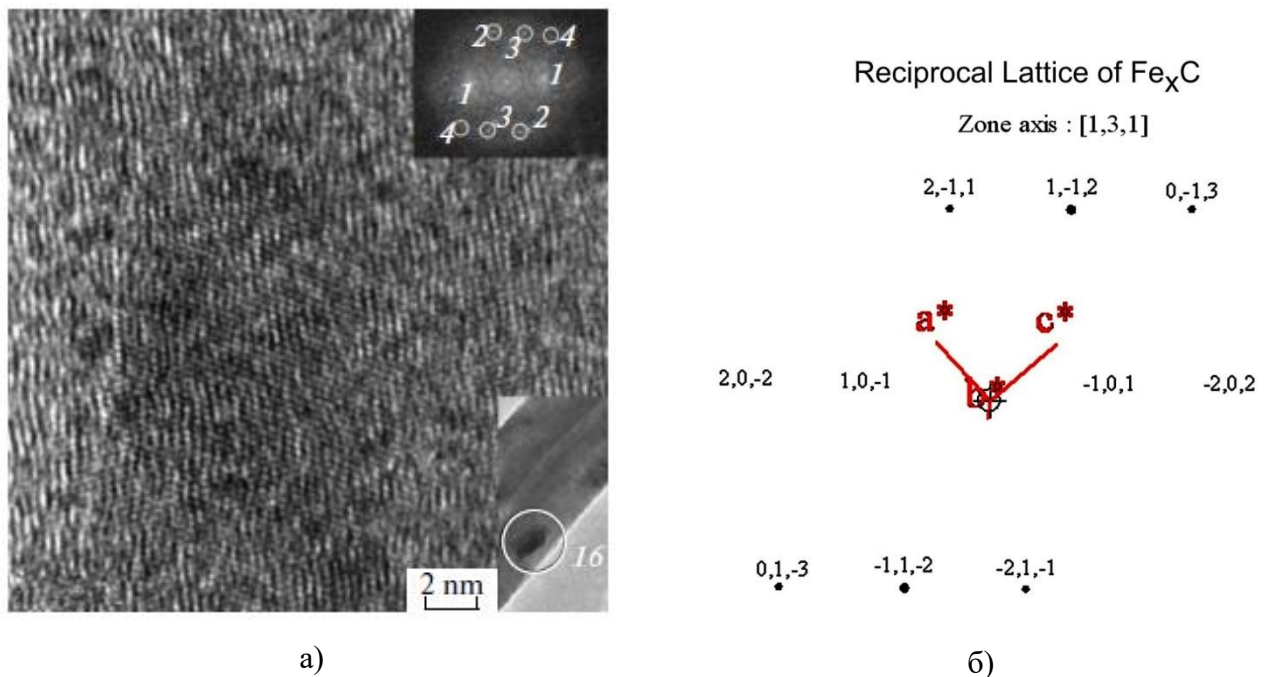 2 3 4
1
1
4 3 2
16
2 nm
а)
Reciprocal Lattice of FeₓC
Zone axis : [1,3,1]
2,-1,1 1,-1,2 0,-1,3
a* c*
2,0,-2 1,0,-1 b* -1,0,1 -2,0,2
0,1,-3 -1,1,-2 -2,1,-1
б)